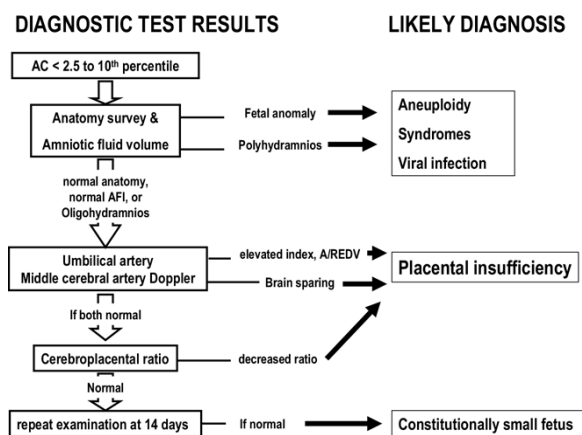 DIAGNOSTIC TEST RESULTS
LIKELY DIAGNOSIS
AC < 2.5 to 10th percentile
Anatomy survey &
Amniotic fluid volume
Fetal anomaly
Polyhydramnios
Aneuploidy
Syndromes
Viral infection
normal anatomy,
normal AFI, or
Oligohydramnios
Umbilical artery
Middle cerebral artery Doppler
elevated index, A/REDV
Brain sparing
Placental insufficiency
If both normal
Cerebroplacental ratio
decreased ratio
Normal
repeat examination at 14 days
If normal
Constitutionally small fetus